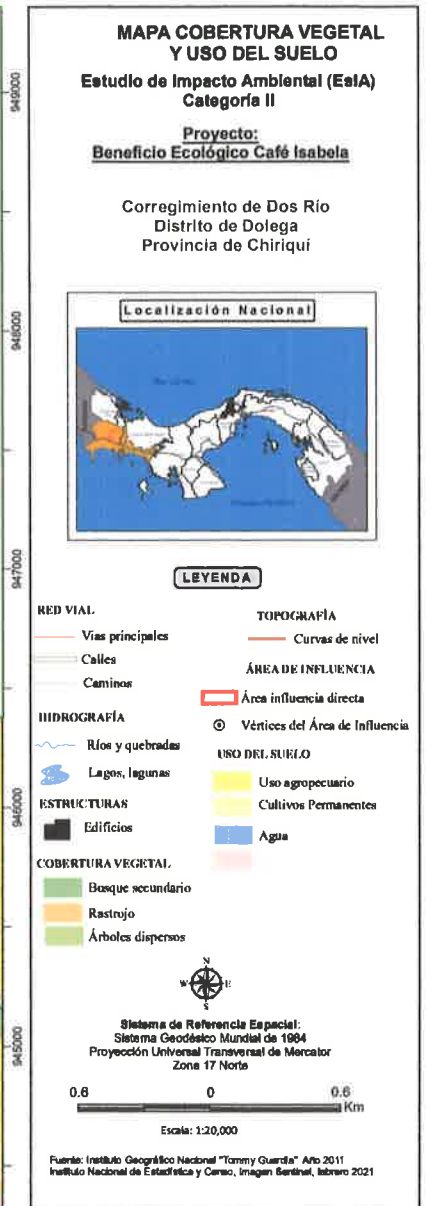 MAPA COBERTURA VEGETAL
Y USO DEL SUELO
Estudio de Impacto Ambiental (EsIA)
Categoría II
Proyecto:
Beneficio Ecológico Café Isabela
Corregimiento de Dos Río
Distrito de Dolega
Provincia de Chiriquí
Localización Nacional
LEYENDA
RED VIAL
Vias principales
Calles
Caminos
HIDROGRAFÍA
Ríos y quebradas
Lagos, lagunas
ESTRUCTURAS
Edificios
COBERTURA VEGETAL
Bosque secundario
Rastrojo
Árboles dispersos
TOPOGRAFÍA
Curvas de nivel
ÁREA DE INFLUENCIA
Área influencia directa
Vértices del Área de Influencia
USO DEL SUELO
Uso agropecuario
Cultivos Permanentes
Agua
N
W E
S
Sistema de Referencia Espacial:
Sistema Geodésico Mundial de 1984
Proyección Universal Transversal de Mercator
Zona 17 Norte
0.6 0 0.6
Km
Escala: 1:20,000
Fuente: Instituto Geográfico Nacional "Tommy Guardia" Año 2011
Instituto Nacional de Estadística y Censo, Imagen Sentinel, febrero 2021
949000
948000
947000
946000
945000